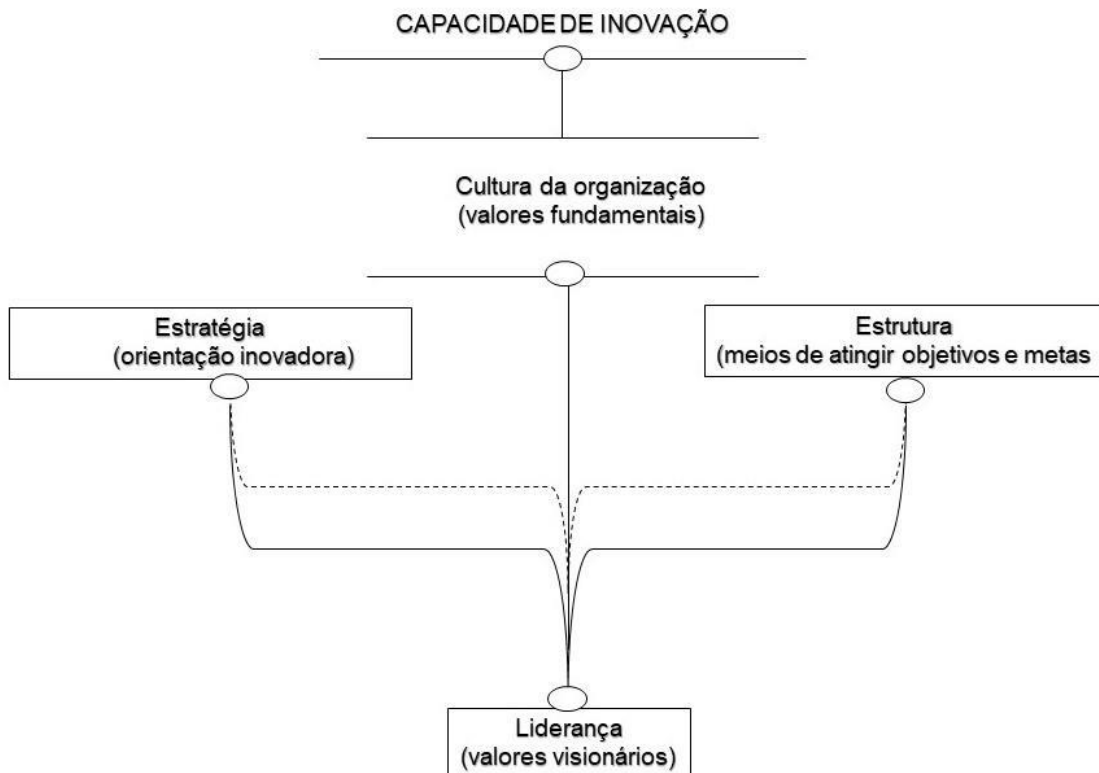 CAPACIDADE DE INOVAÇÃO
Cultura da organização
(valores fundamentais)
Estratégia
(orientação inovadora)
Estrutura
(meios de atingir objetivos e metas
Liderança
(valores visionários)